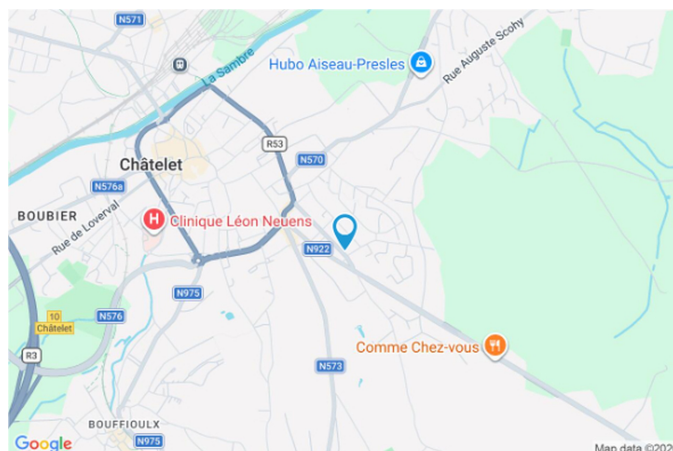 N571
La Sambre
Hubo Aiseau-Presles
Rue Auguste Scohy
R53
N570
Châtelet
N576a
BOUBIER
Rue de Loverval
H
Clinique Léon Neuens
N922
N975
10
Châtelet
N576
R3
Comme Chez-vous
N573
BOUFFIOULX
N975
Google
Map data ©202